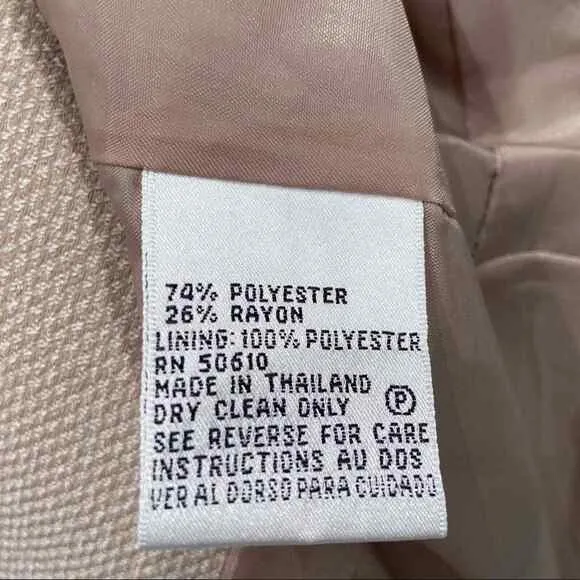 74% POLYESTER
26% RAYON
LINING: 100% POLYESTER
RN 50610
MADE IN THAILAND
DRY CLEAN ONLY Ⓟ
SEE REVERSE FOR CARE
INSTRUCTIONS AU DOS
VER AL DORSO PARA CUIDADO